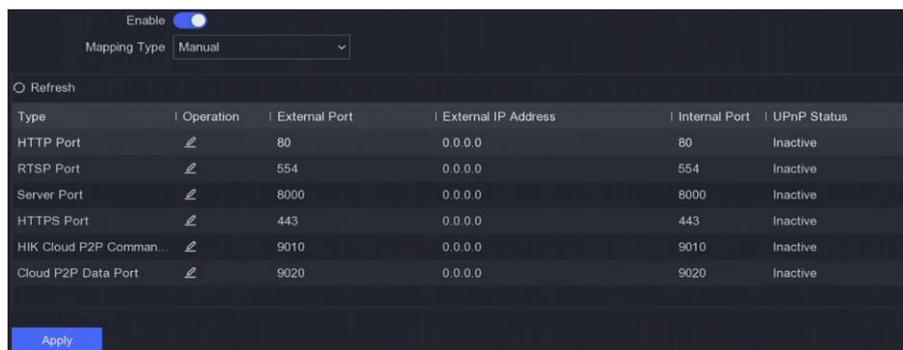 Enable
Mapping Type Manual
Refresh
Type Operation External Port External IP Address Internal Port UPnP Status
HTTP Port 80 0.0.0.0 80 Inactive
RTSP Port 554 0.0.0.0 554 Inactive
Server Port 8000 0.0.0.0 8000 Inactive
HTTPS Port 443 0.0.0.0 443 Inactive
HIK Cloud P2P Comman... 9010 0.0.0.0 9010 Inactive
Cloud P2P Data Port 9020 0.0.0.0 9020 Inactive
Apply